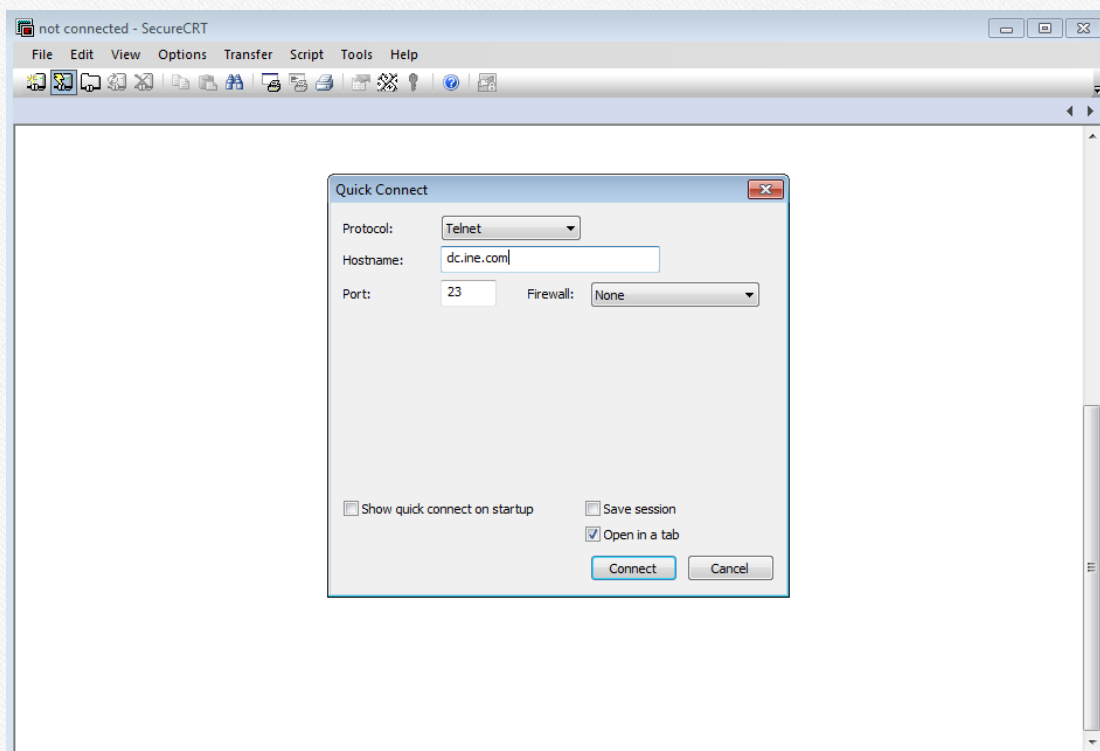 not connected - SecureCRT
File Edit View Options Transfer Script Tools Help
Quick Connect
Protocol: Telnet
Hostname: dc.ine.com
Port: 23 Firewall: None
Show quick connect on startup Save session
Open in a tab
Connect Cancel